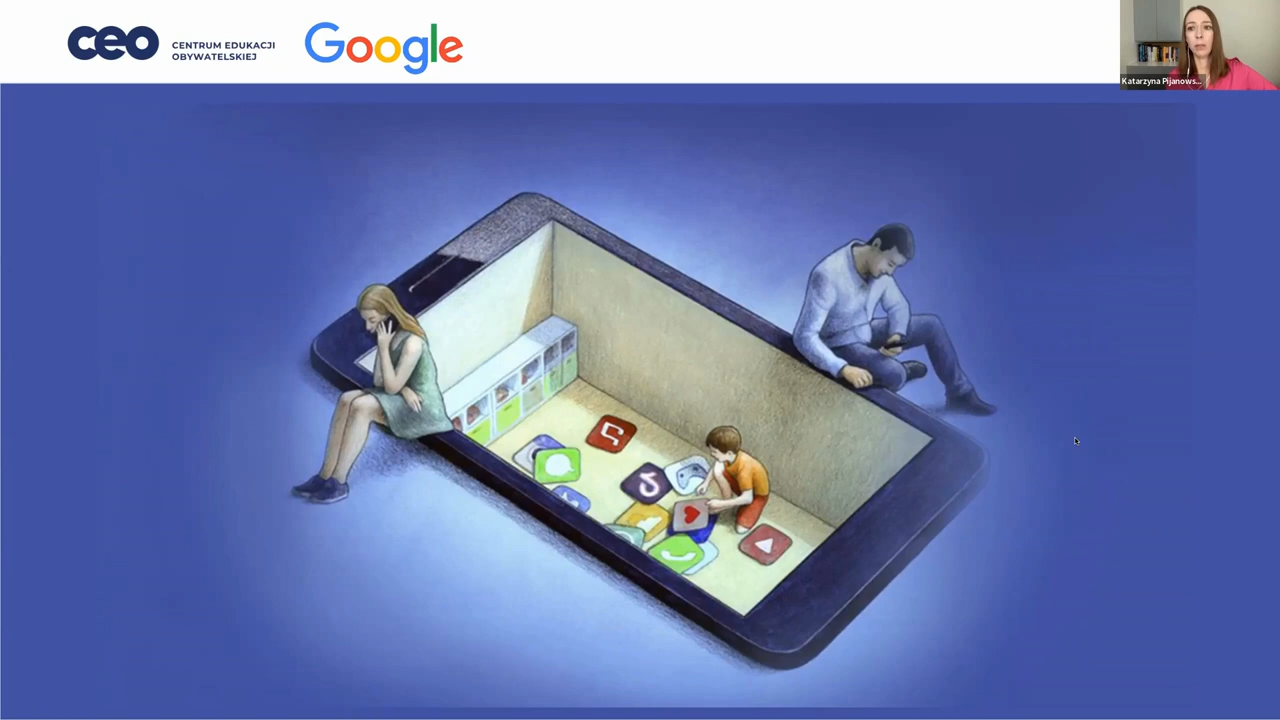 ceo
CENTRUM EDUKACJI
OBYWATELSKIEJ
Google
Katarzyna Pijanows...